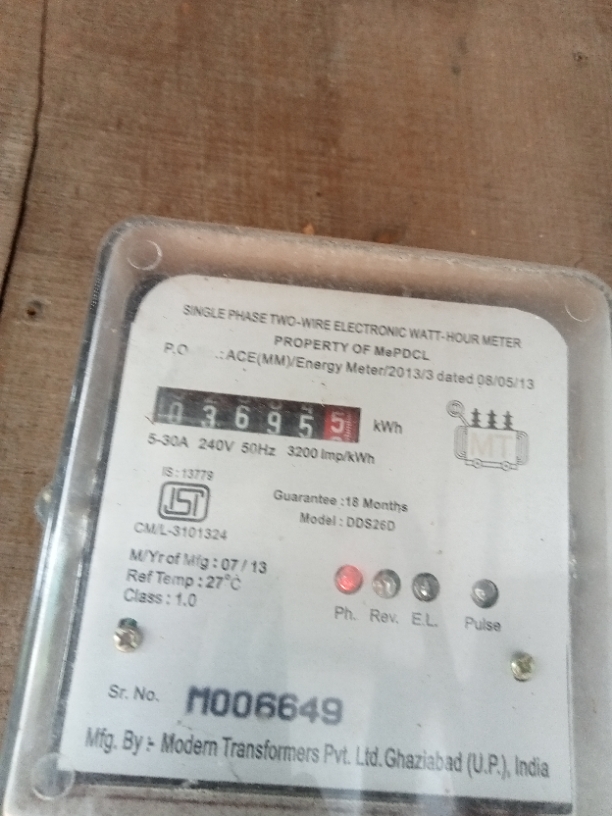 SINGLE PHASE TWO-WIRE ELECTRONIC WATT-HOUR METER
PROPERTY OF MePDCL
P.O :ACE(MM)/Energy Meter/2013/3 dated 08/05/13
0 3 6 9 5 5 kWh
5-30A 240V 50Hz 3200 Imp/kWh
MT
IS : 13779
ISI
CM/L-3101324
Guarantee :18 Months
Model : DDS26D
M/Yr of Mfg : 07 / 13
Ref Temp : 27°C
Class : 1.0
Ph. Rev. E.L. Pulse
Sr. No. M006649
Mfg. By :- Modern Transformers Pvt. Ltd. Ghaziabad (U.P.), India